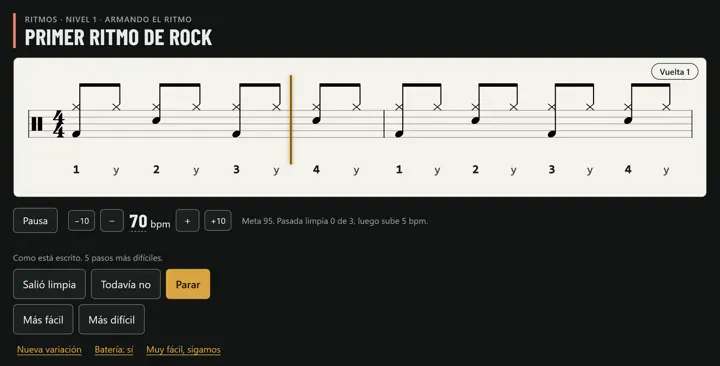 RITMOS · NIVEL 1 · ARMANDO EL RITMO
PRIMER RITMO DE ROCK
Vuelta 1
4
4
1 y 2 y 3 y 4 y 1 y 2 y 3 y 4 y
Pausa −10 − 70 bpm + +10 Meta 95. Pasada limpia 0 de 3, luego sube 5 bpm.
Como está escrito. 5 pasos más difíciles.
Salió limpia Todavía no Parar
Más fácil Más difícil
Nueva variación Batería: sí Muy fácil, sigamos